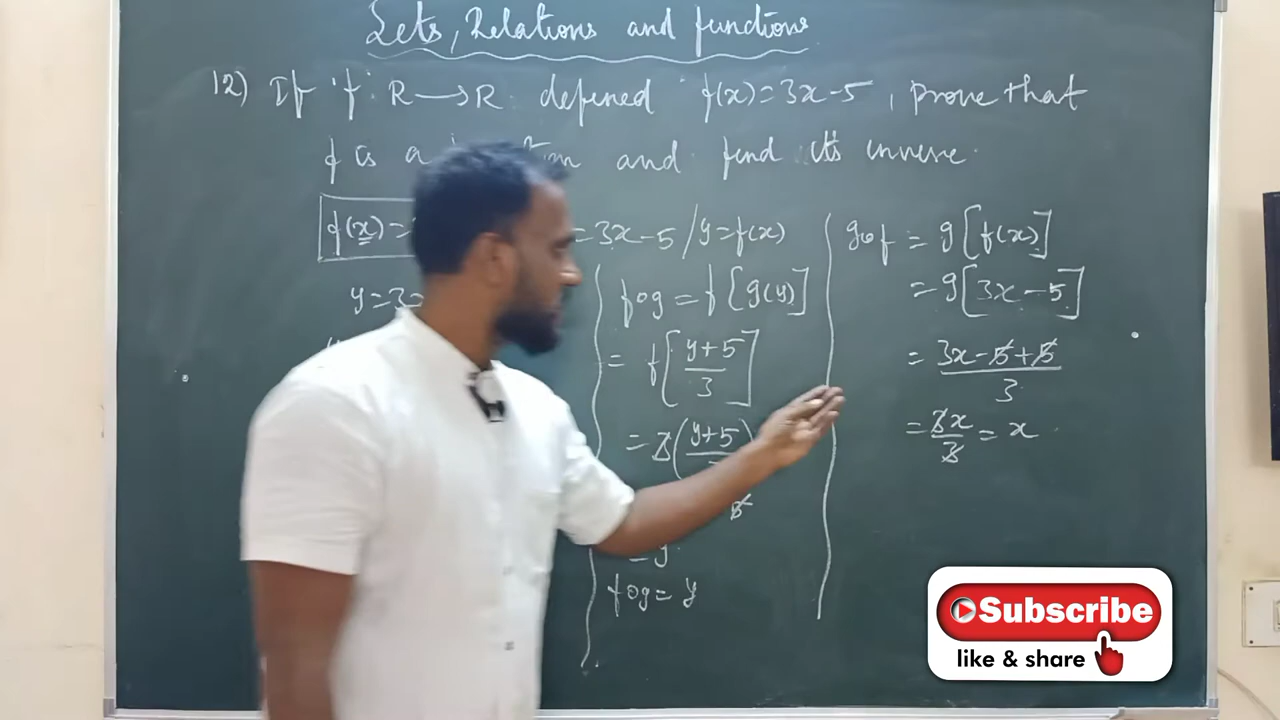 Sets, Relations and functions
12) If f: R → R defined f(x)=3x-5, prove that
f is a and find its inverse.
f(x)= =3x-5/y=f(x)
y=3
fog = f[g(y)]
= f[y+5/3]
=3(y+5/
5
=y
fog= y
gof = g[f(x)]
= g[3x-5]
= 3x-5+5/3
= 3x/3 = x
Subscribe
like & share